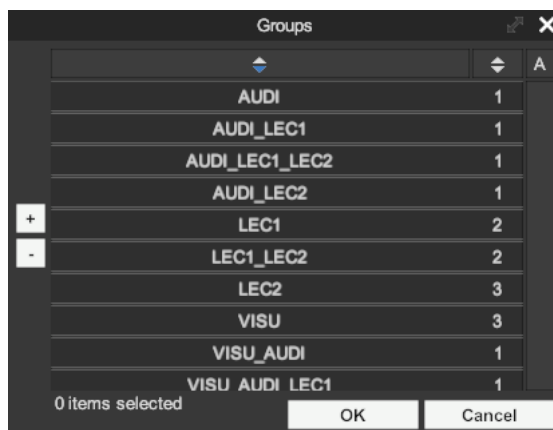 Groups
A
AUDI 1
AUDI_LEC1 1
AUDI_LEC1_LEC2 1
AUDI_LEC2 1
+
LEC1 2
-
LEC1_LEC2 2
LEC2 3
VISU 3
VISU_AUDI 1
VISU_AUDI_LEC1 1
0 items selected
OK Cancel